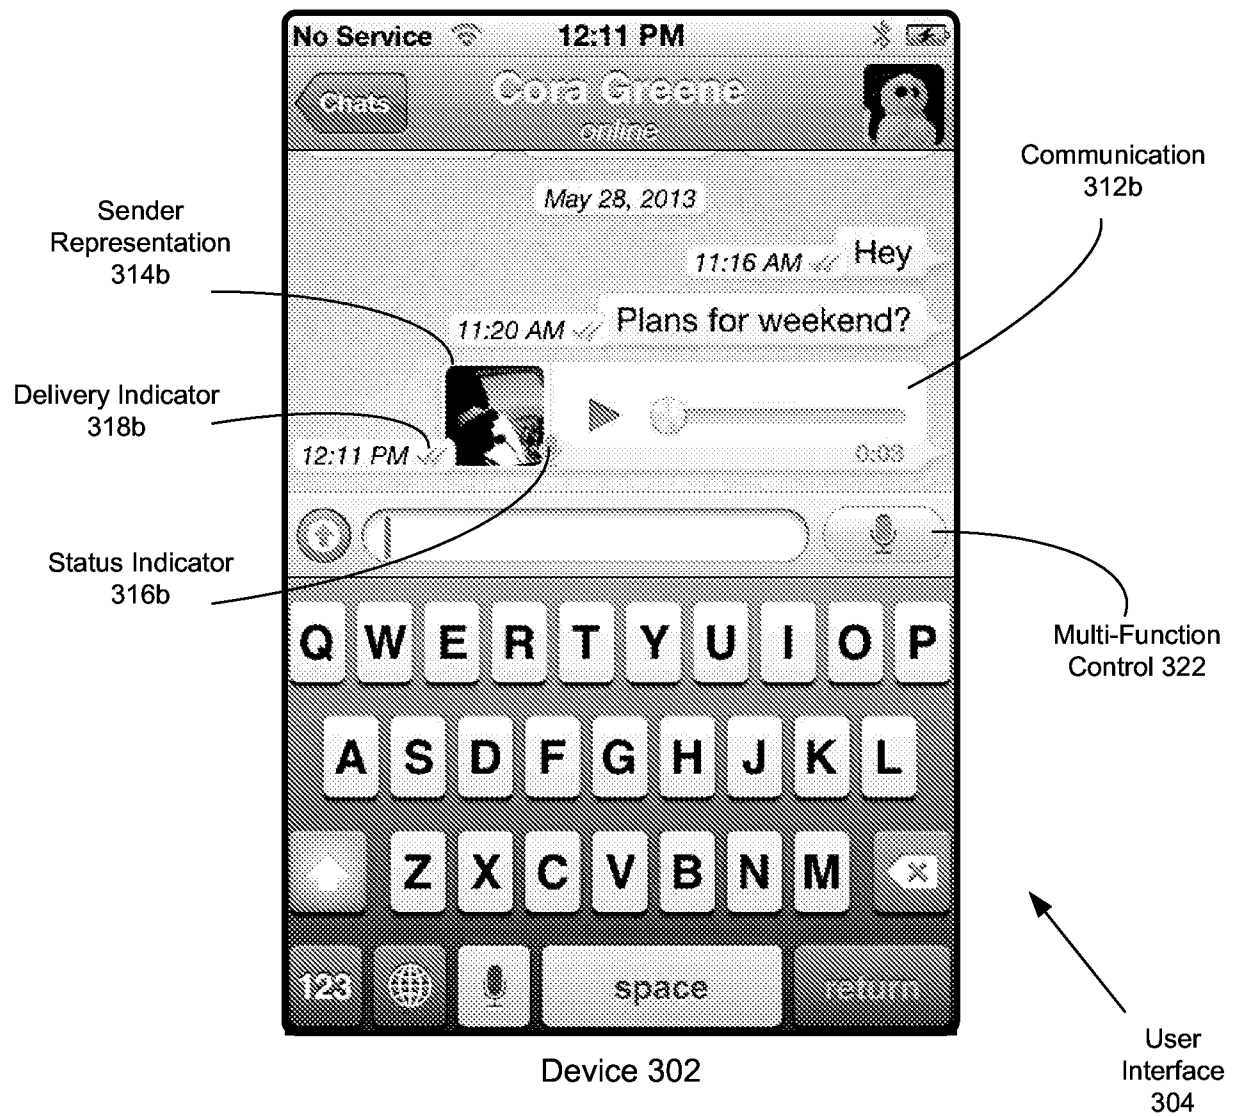 No Service 12:11 PM
Chats Cora Greene
online
May 28, 2013
11:16 AM Hey
11:20 AM Plans for weekend?
12:11 PM 0:03
Q W E R T Y U I O P
A S D F G H J K L
Z X C V B N M
123 space return
Sender
Representation
314b
Delivery Indicator
318b
Status Indicator
316b
Communication
312b
Multi-Function
Control 322
User
Interface
304
Device 302